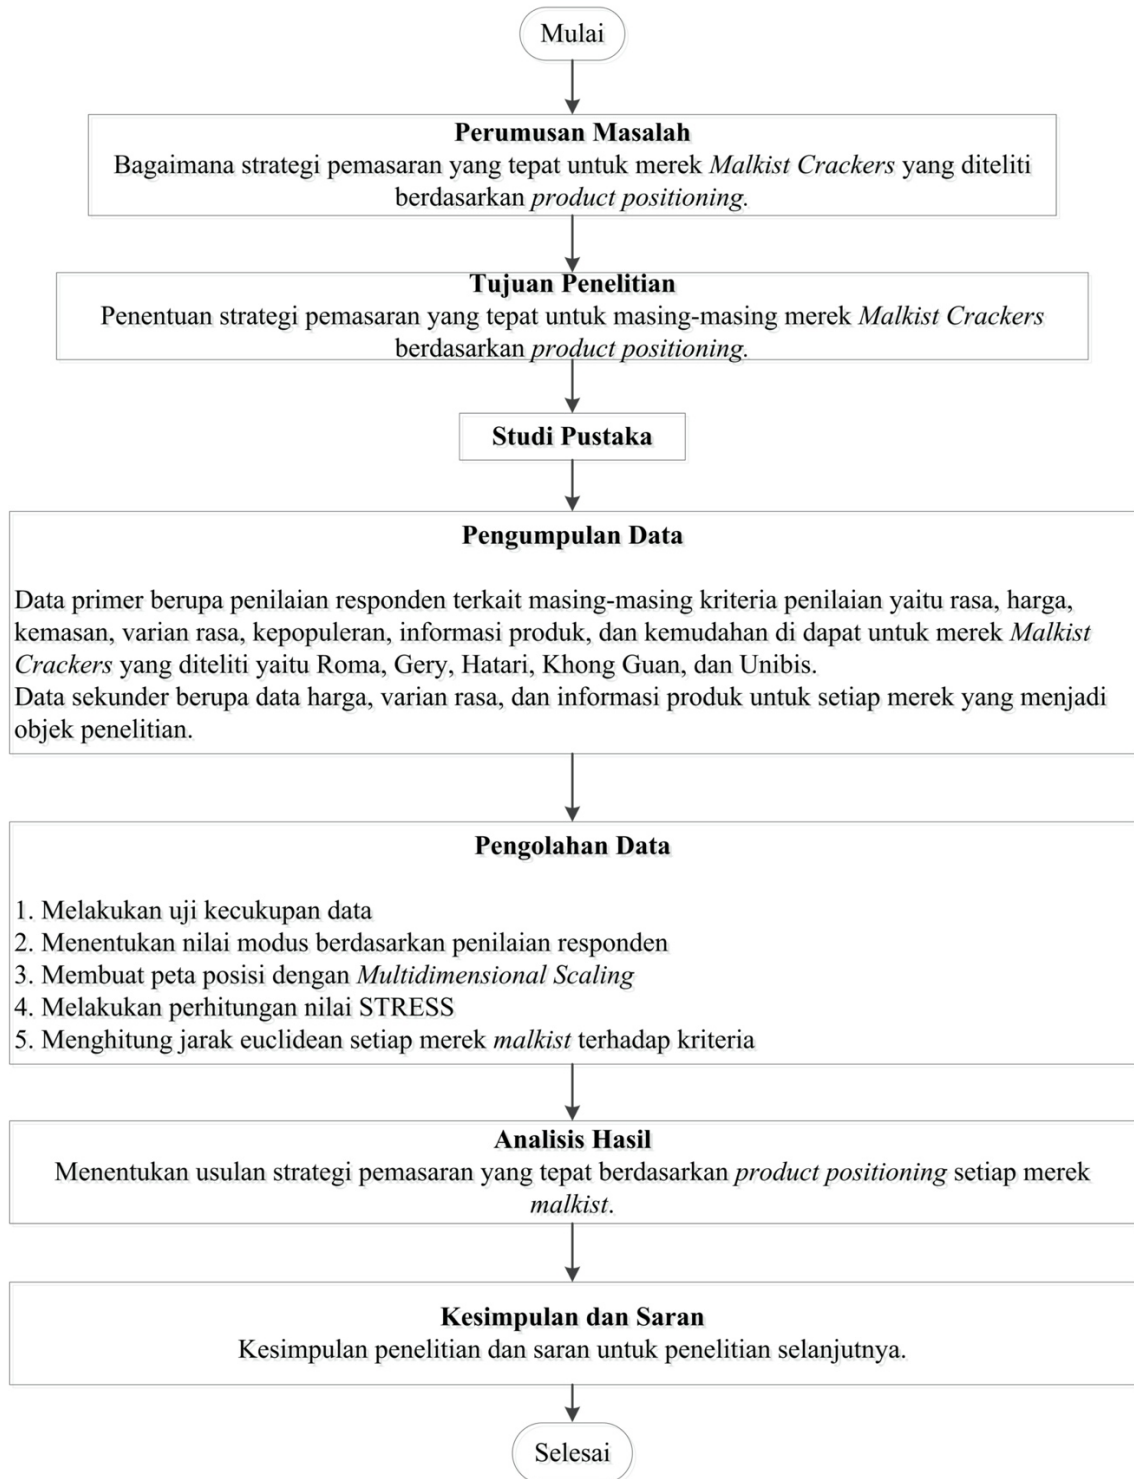 Mulai
Perumusan Masalah
Bagaimana strategi pemasaran yang tepat untuk merek Malkist Crackers yang diteliti
berdasarkan product positioning.
Tujuan Penelitian
Penentuan strategi pemasaran yang tepat untuk masing-masing merek Malkist Crackers
berdasarkan product positioning.
Studi Pustaka
Pengumpulan Data
Data primer berupa penilaian responden terkait masing-masing kriteria penilaian yaitu rasa, harga,
kemasan, varian rasa, kepopuleran, informasi produk, dan kemudahan di dapat untuk merek Malkist
Crackers yang diteliti yaitu Roma, Gery, Hatari, Khong Guan, dan Unibis.
Data sekunder berupa data harga, varian rasa, dan informasi produk untuk setiap merek yang menjadi
objek penelitian.
Pengolahan Data
1. Melakukan uji kecukupan data
2. Menentukan nilai modus berdasarkan penilaian responden
3. Membuat peta posisi dengan Multidimensional Scaling
4. Melakukan perhitungan nilai STRESS
5. Menghitung jarak euclidean setiap merek malkist terhadap kriteria
Analisis Hasil
Menentukan usulan strategi pemasaran yang tepat berdasarkan product positioning setiap merek
malkist.
Kesimpulan dan Saran
Kesimpulan penelitian dan saran untuk penelitian selanjutnya.
Selesai